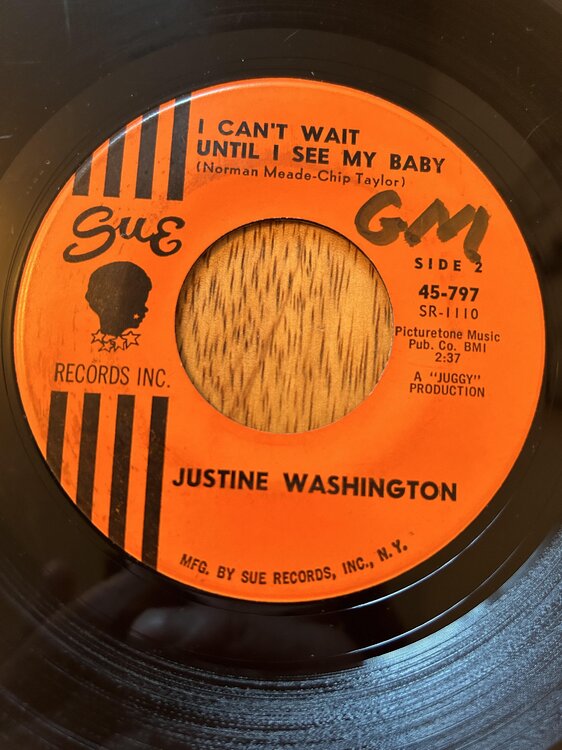 I CAN'T WAIT
UNTIL I SEE MY BABY
(Norman Meade-Chip Taylor)
Sue
RECORDS INC.
GM
SIDE 2
45-797
SR-1110
Picturetone Music
Pub. Co. BMI
2:37
A "JUGGY"
PRODUCTION
JUSTINE WASHINGTON
MFG. BY SUE RECORDS, INC., N.Y.